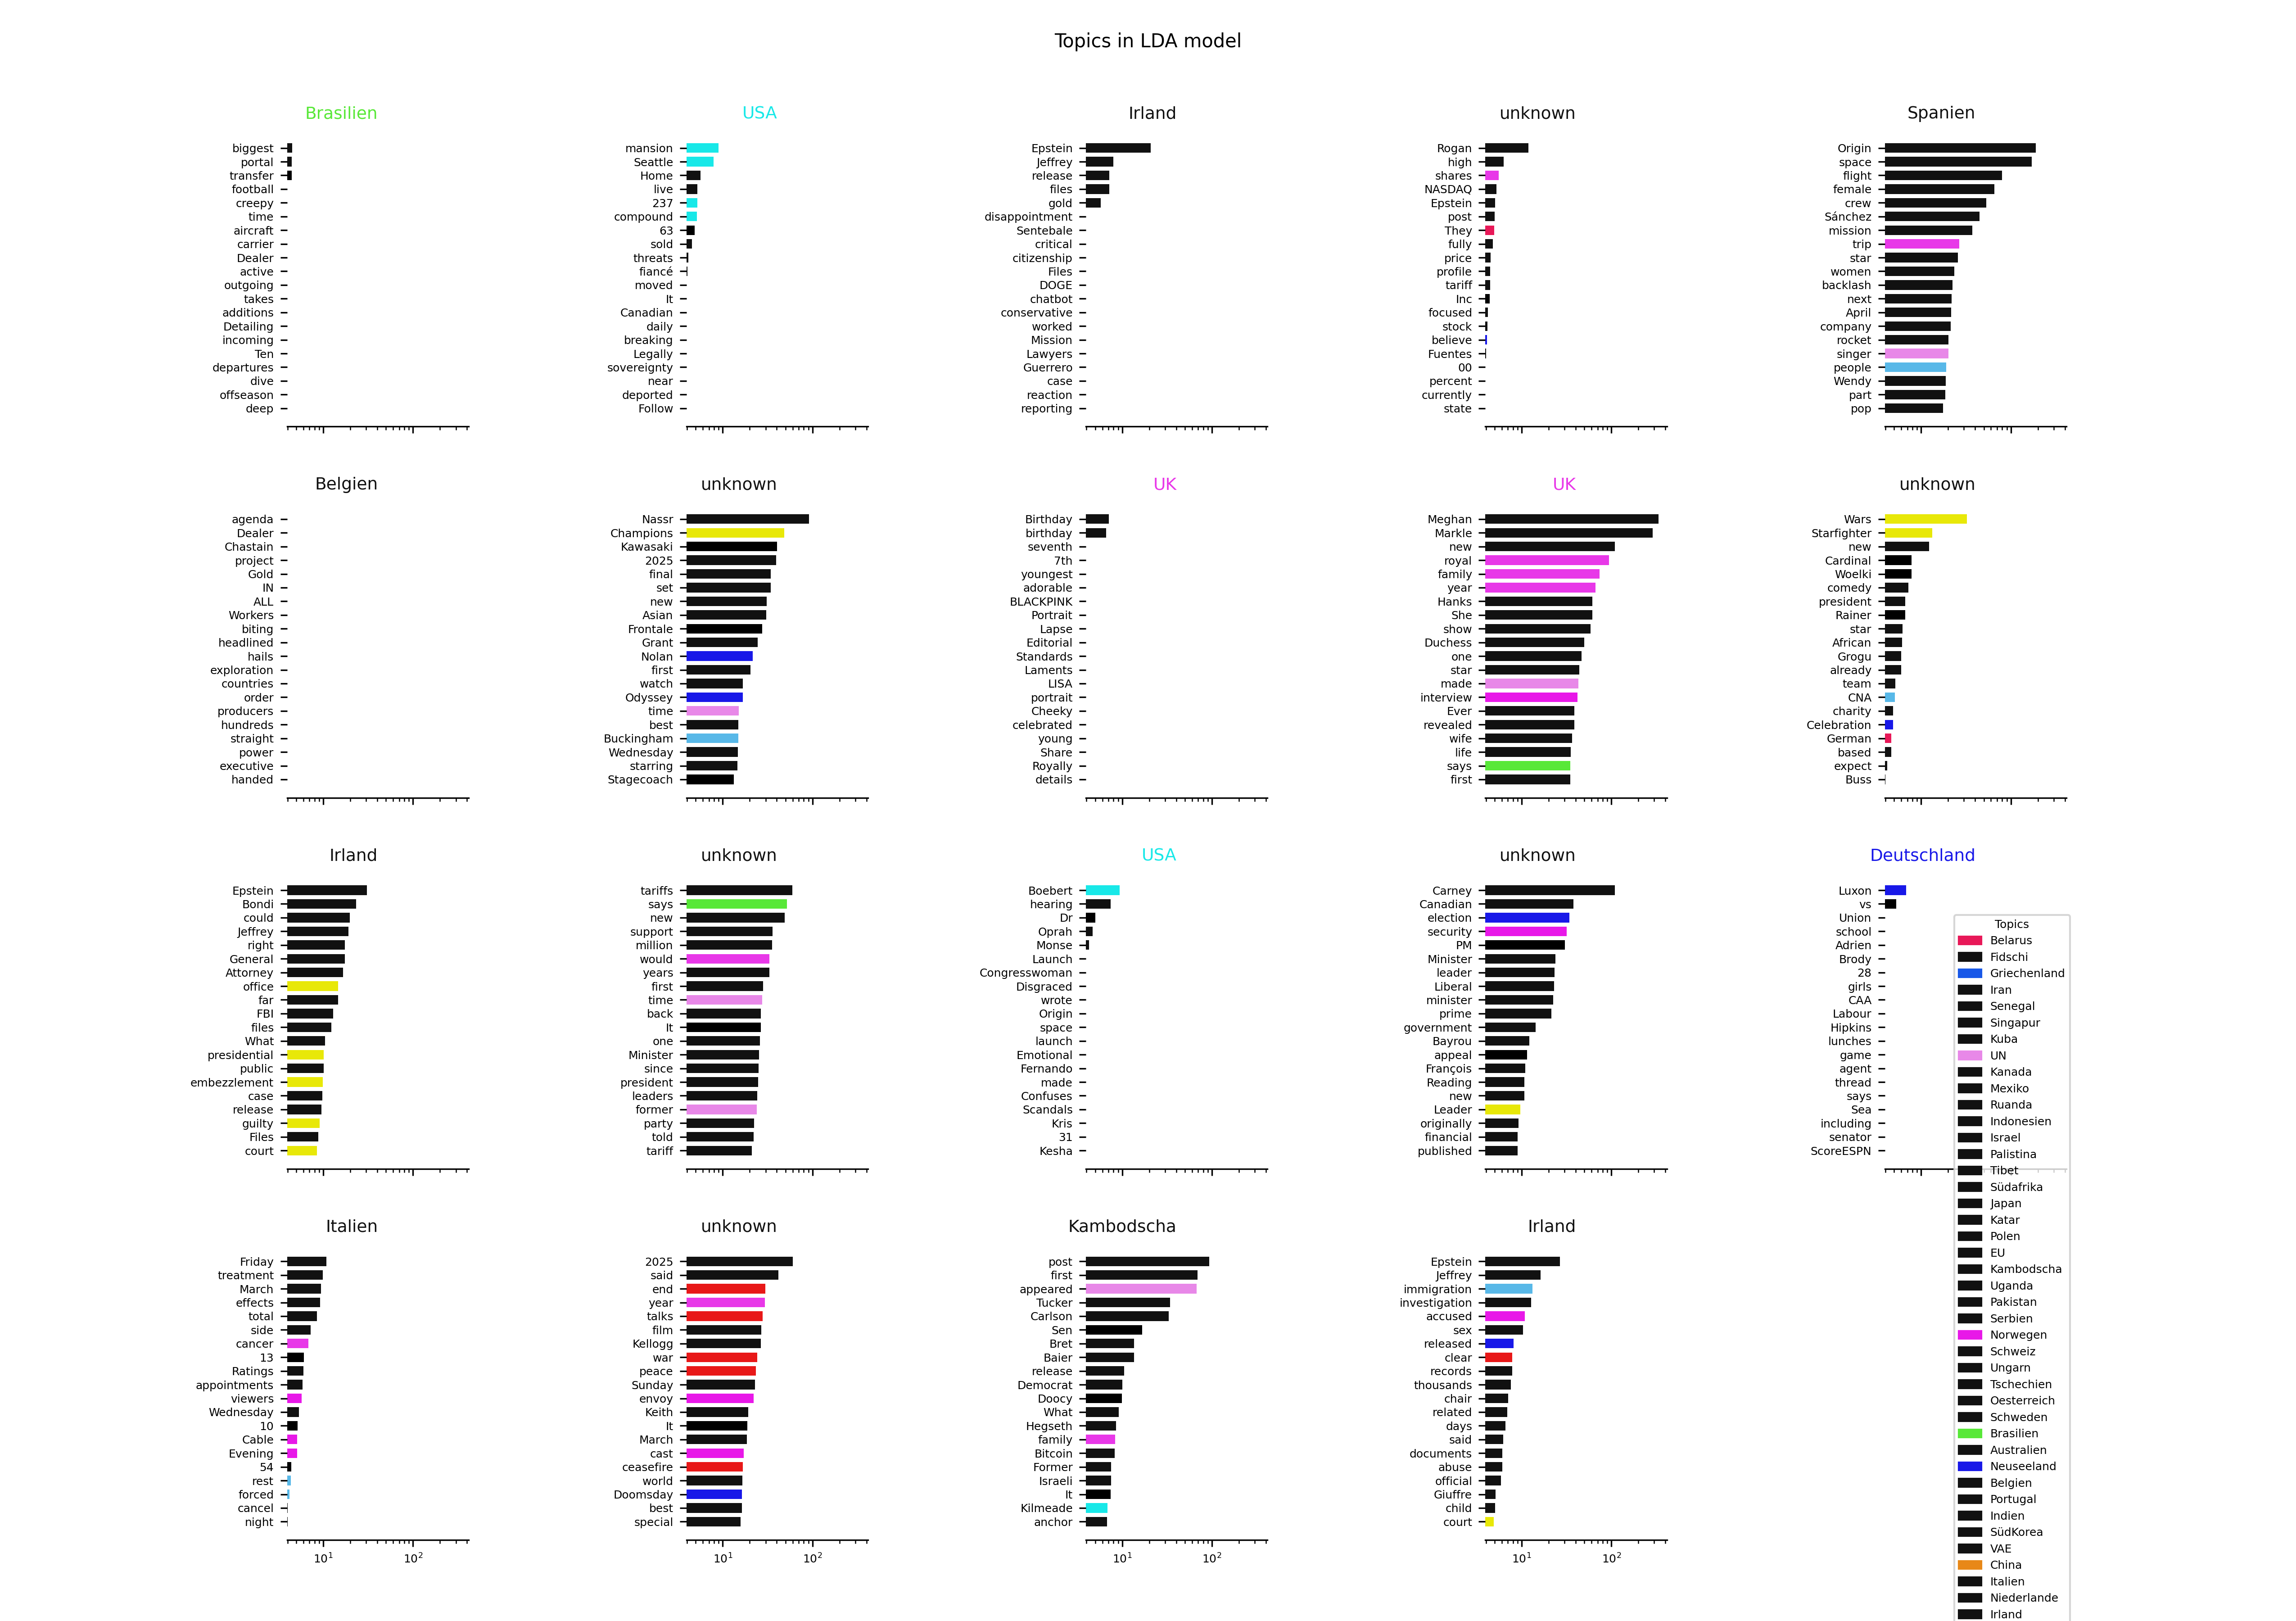 Topics in LDA model
Brasilien
biggest
portal
transfer
football
creepy
time
aircraft
carrier
Dealer
active
outgoing
takes
additions
Detailing
incoming
Ten
departures
dive
offseason
deep
USA
mansion
Seattle
Home
live
237
compound
63
sold
threats
fiancé
moved
It
Canadian
daily
breaking
Legally
sovereignty
near
deported
Follow
Irland
Epstein
Jeffrey
release
files
gold
disappointment
Sentebale
critical
citizenship
Files
DOGE
chatbot
conservative
worked
Mission
Lawyers
Guerrero
case
reaction
reporting
unknown
Rogan
high
shares
NASDAQ
Epstein
post
They
fully
price
profile
tariff
Inc
focused
stock
believe
Fuentes
00
percent
currently
state
Spanien
Origin
space
flight
female
crew
Sánchez
mission
trip
star
women
backlash
next
April
company
rocket
singer
people
Wendy
part
pop
Belgien
agenda
Dealer
Chastain
project
Gold
IN
ALL
Workers
biting
headlined
hails
exploration
countries
order
producers
hundreds
straight
power
executive
handed
unknown
Nassr
Champions
Kawasaki
2025
final
set
new
Asian
Frontale
Grant
Nolan
first
watch
Odyssey
time
best
Buckingham
Wednesday
starring
Stagecoach
UK
Birthday
birthday
seventh
7th
youngest
adorable
BLACKPINK
Portrait
Lapse
Editorial
Standards
Laments
LISA
portrait
Cheeky
celebrated
young
Share
Royally
details
UK
Meghan
Markle
new
royal
family
year
Hanks
She
show
Duchess
one
star
made
interview
Ever
revealed
wife
life
says
first
unknown
Wars
Starfighter
new
Cardinal
Woelki
comedy
president
Rainer
star
African
Grogu
already
team
CNA
charity
Celebration
German
based
expect
Buss
Irland
Epstein
Bondi
could
Jeffrey
right
General
Attorney
office
far
FBI
files
What
presidential
public
embezzlement
case
release
guilty
Files
court
unknown
tariffs
says
new
support
million
would
years
first
time
back
It
one
Minister
since
president
leaders
former
party
told
tariff
USA
Boebert
hearing
Dr
Oprah
Monse
Launch
Congresswoman
Disgraced
wrote
Origin
space
launch
Emotional
Fernando
made
Confuses
Scandals
Kris
31
Kesha
unknown
Carney
Canadian
election
security
PM
Minister
leader
Liberal
minister
prime
government
Bayrou
appeal
François
Reading
new
Leader
originally
financial
published
Deutschland
Luxon
vs
Union
school
Adrien
Brody
28
girls
CAA
Labour
Hipkins
lunches
game
agent
thread
says
Sea
including
senator
ScoreESPN
Italien
Friday
treatment
March
effects
total
side
cancer
13
Ratings
appointments
viewers
Wednesday
10
Cable
Evening
54
rest
forced
cancel
night
10¹ 10²
unknown
2025
said
end
year
talks
film
Kellogg
war
peace
Sunday
envoy
Keith
It
March
cast
ceasefire
world
Doomsday
best
special
10¹ 10²
Kambodscha
post
first
appeared
Tucker
Carlson
Sen
Bret
Baier
release
Democrat
Doocy
What
Hegseth
family
Bitcoin
Former
Israeli
It
Kilmeade
anchor
10¹ 10²
Irland
Epstein
Jeffrey
immigration
investigation
accused
sex
released
clear
records
thousands
chair
related
days
said
documents
abuse
official
Giuffre
child
court
10¹ 10²
Topics
Belarus
Fidschi
Griechenland
Iran
Senegal
Singapur
Kuba
UN
Kanada
Mexiko
Ruanda
Indonesien
Israel
Palistina
Tibet
Südafrika
Japan
Katar
Polen
EU
Kambodscha
Uganda
Pakistan
Serbien
Norwegen
Schweiz
Ungarn
Tschechien
Oesterreich
Schweden
Brasilien
Australien
Neuseeland
Belgien
Portugal
Indien
SüdKorea
VAE
China
Italien
Niederlande
Irland